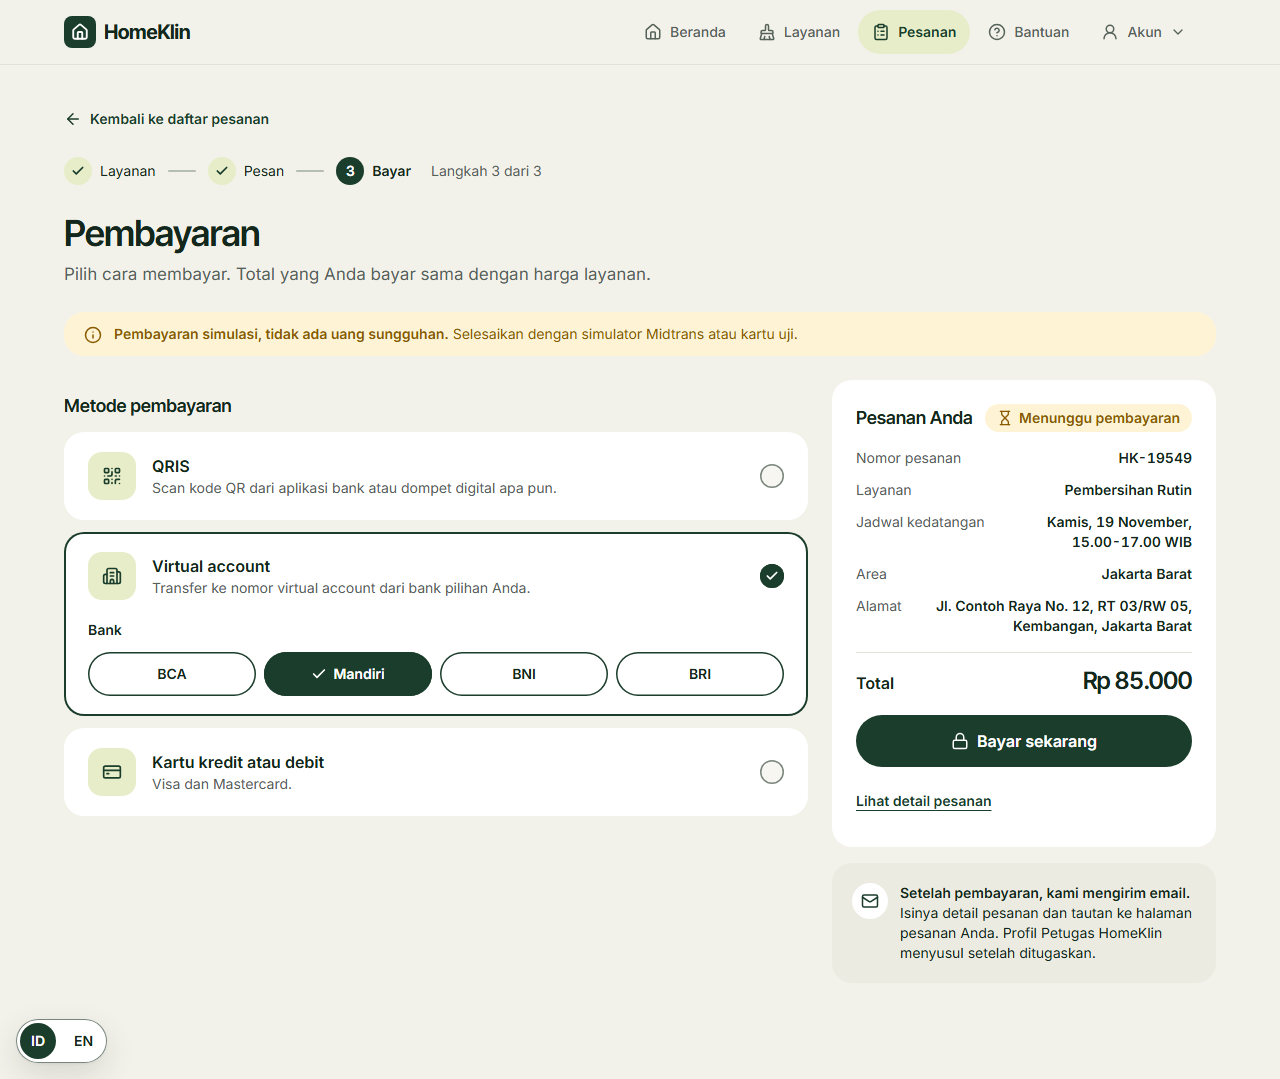 HomeKlin
Beranda
Layanan
Pesanan
Bantuan
Akun
Kembali ke daftar pesanan
Layanan
Pesan
3 Bayar
Langkah 3 dari 3
Pembayaran
Pilih cara membayar. Total yang Anda bayar sama dengan harga layanan.
Pembayaran simulasi, tidak ada uang sungguhan. Selesaikan dengan simulator Midtrans atau kartu uji.
Metode pembayaran
QRIS
Scan kode QR dari aplikasi bank atau dompet digital apa pun.
Virtual account
Transfer ke nomor virtual account dari bank pilihan Anda.
Bank
BCA
Mandiri
BNI
BRI
Kartu kredit atau debit
Visa dan Mastercard.
Pesanan Anda
Menunggu pembayaran
Nomor pesanan HK-19549
Layanan Pembersihan Rutin
Jadwal kedatangan Kamis, 19 November,
15.00-17.00 WIB
Area Jakarta Barat
Alamat Jl. Contoh Raya No. 12, RT 03/RW 05,
Kembangan, Jakarta Barat
Total Rp 85.000
Bayar sekarang
Lihat detail pesanan
Setelah pembayaran, kami mengirim email.
Isinya detail pesanan dan tautan ke halaman
pesanan Anda. Profil Petugas HomeKlin
menyusul setelah ditugaskan.
ID EN